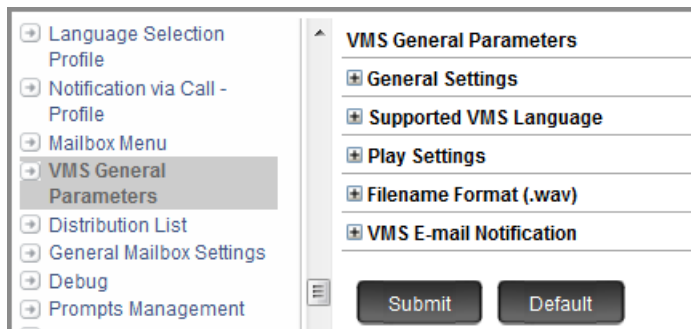 Language Selection
Profile
Notification via Call -
Profile
Mailbox Menu
VMS General
Parameters
Distribution List
General Mailbox Settings
Debug
Prompts Management
VMS General Parameters
General Settings
Supported VMS Language
Play Settings
Filename Format (.wav)
VMS E-mail Notification
Submit
Default